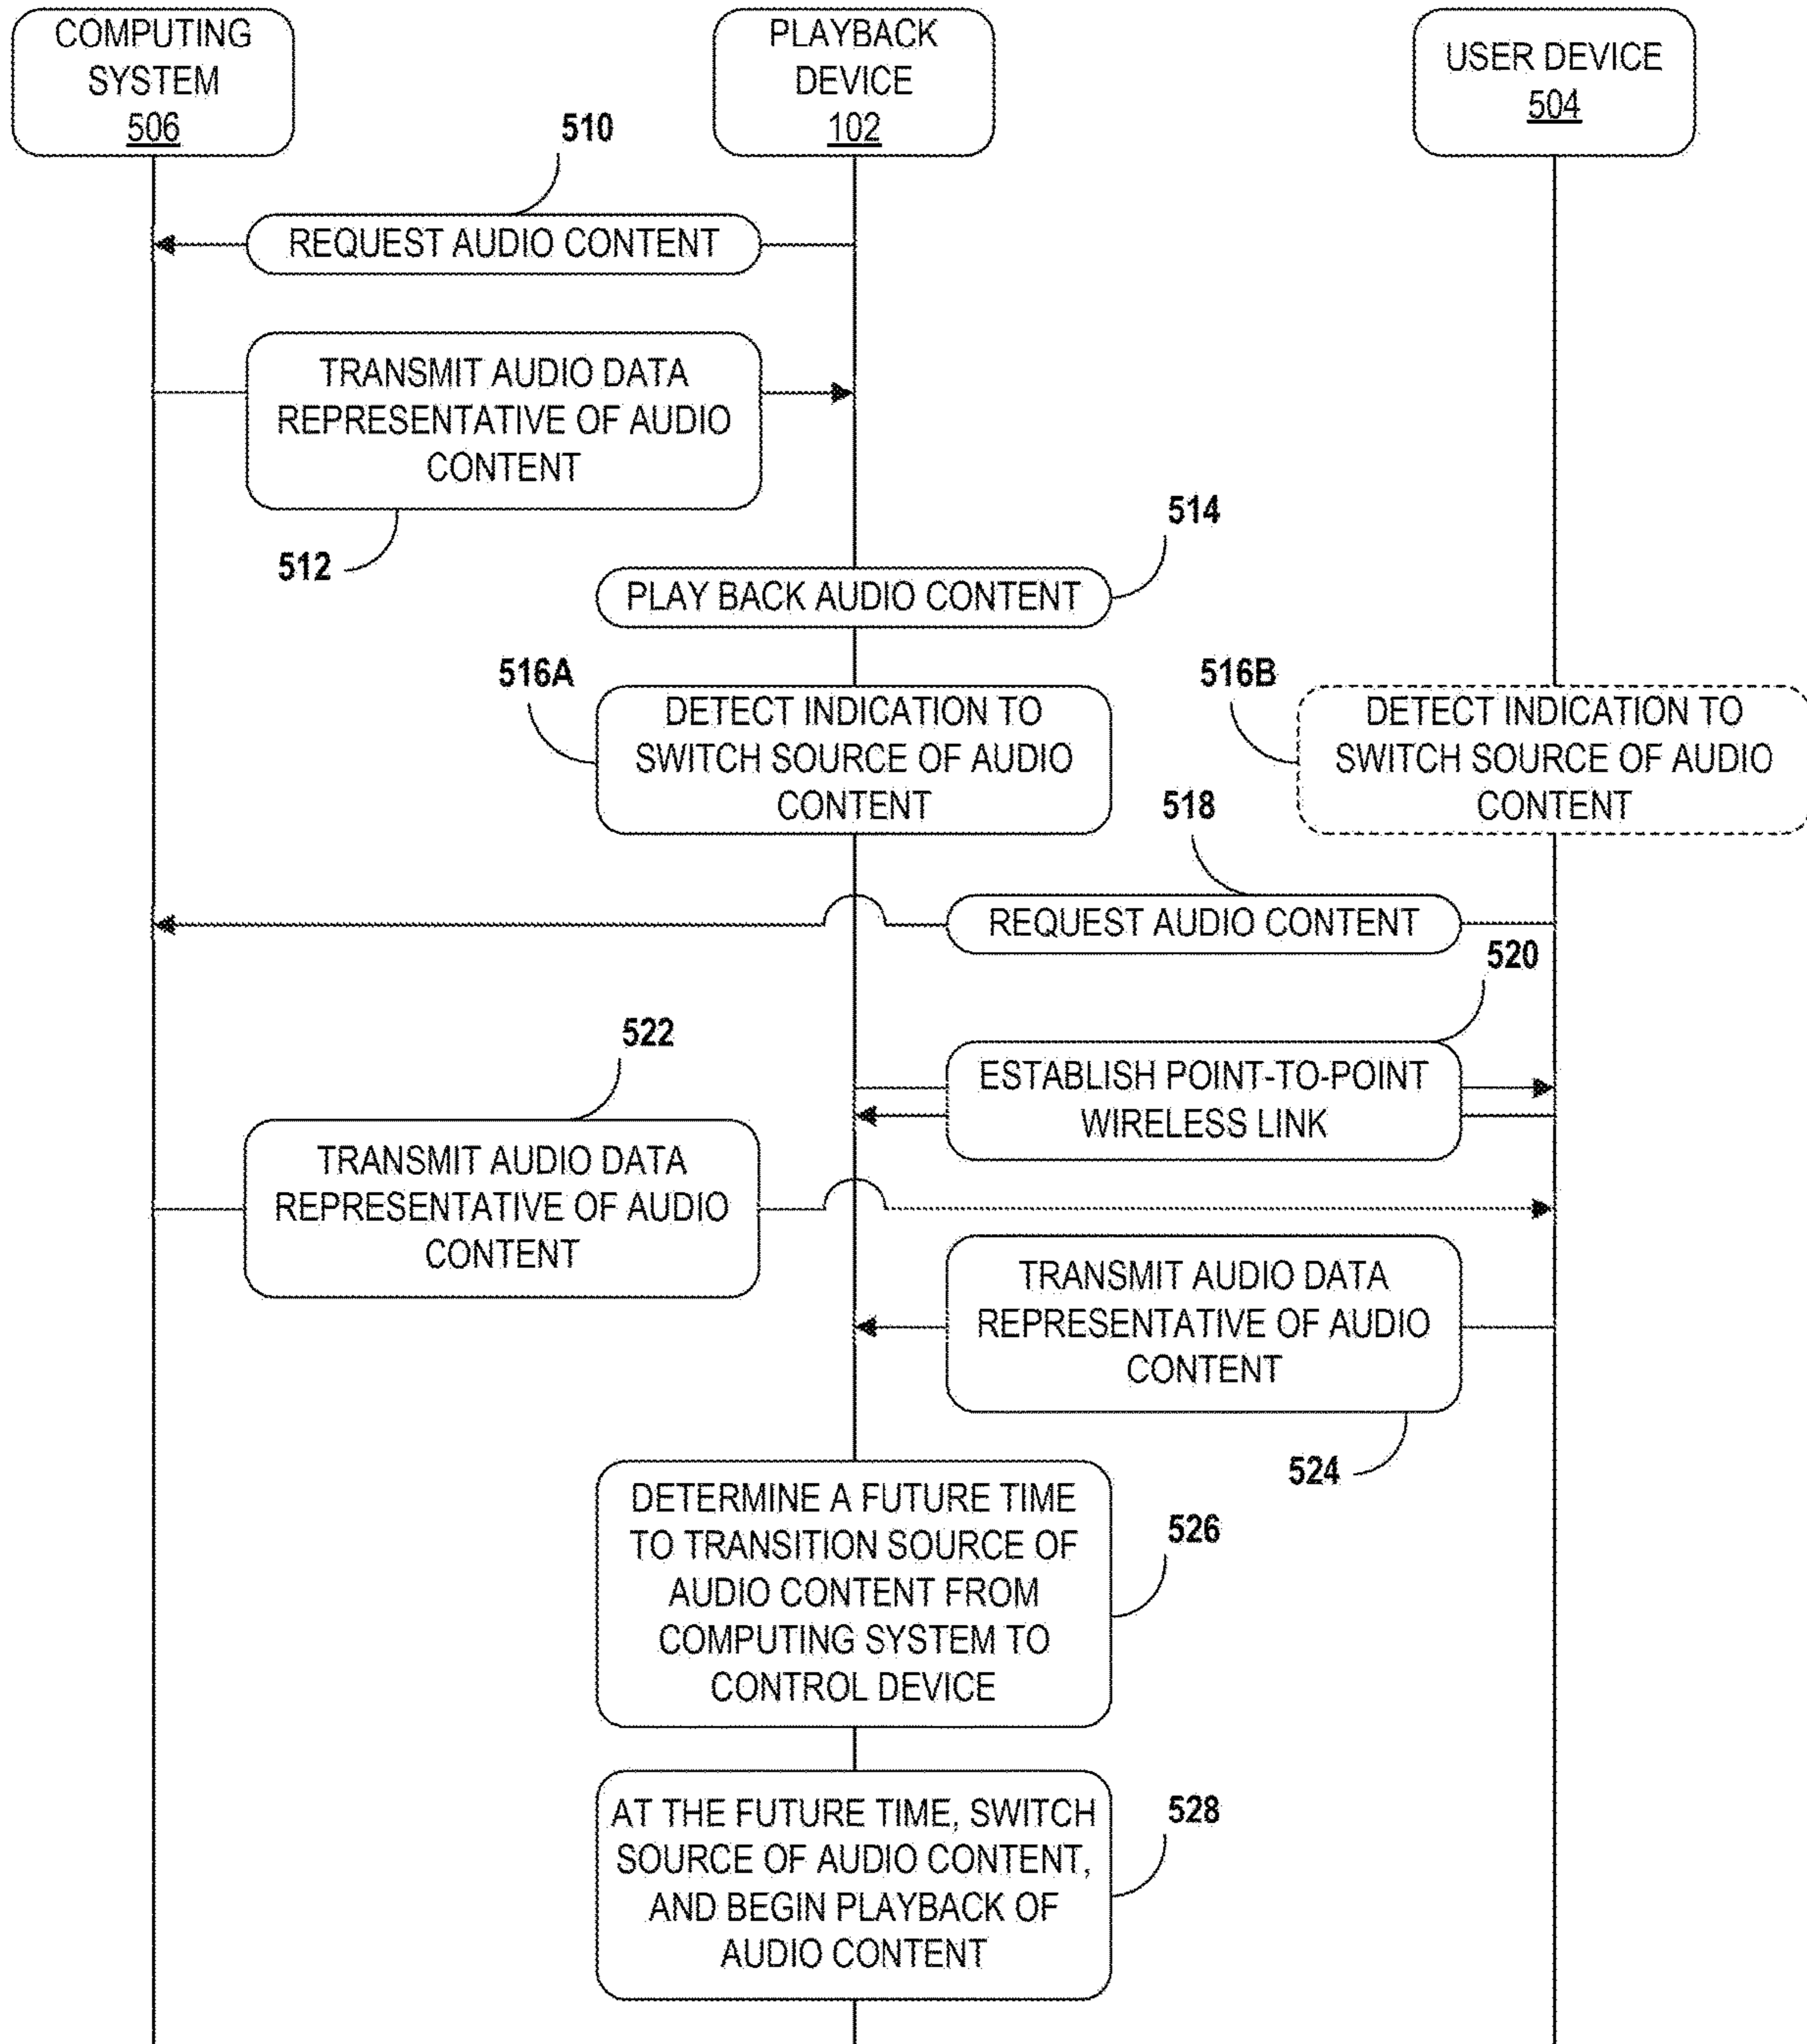 COMPUTING
SYSTEM
506
PLAYBACK
DEVICE
102
USER DEVICE
504
510
REQUEST AUDIO CONTENT
TRANSMIT AUDIO DATA
REPRESENTATIVE OF AUDIO
CONTENT
512
514
PLAY BACK AUDIO CONTENT
516A
DETECT INDICATION TO
SWITCH SOURCE OF AUDIO
CONTENT
516B
DETECT INDICATION TO
SWITCH SOURCE OF AUDIO
CONTENT
518
REQUEST AUDIO CONTENT
520
ESTABLISH POINT-TO-POINT
WIRELESS LINK
522
TRANSMIT AUDIO DATA
REPRESENTATIVE OF AUDIO
CONTENT
TRANSMIT AUDIO DATA
REPRESENTATIVE OF AUDIO
CONTENT
524
DETERMINE A FUTURE TIME
TO TRANSITION SOURCE OF
AUDIO CONTENT FROM
COMPUTING SYSTEM TO
CONTROL DEVICE
526
AT THE FUTURE TIME, SWITCH
SOURCE OF AUDIO CONTENT,
AND BEGIN PLAYBACK OF
AUDIO CONTENT
528